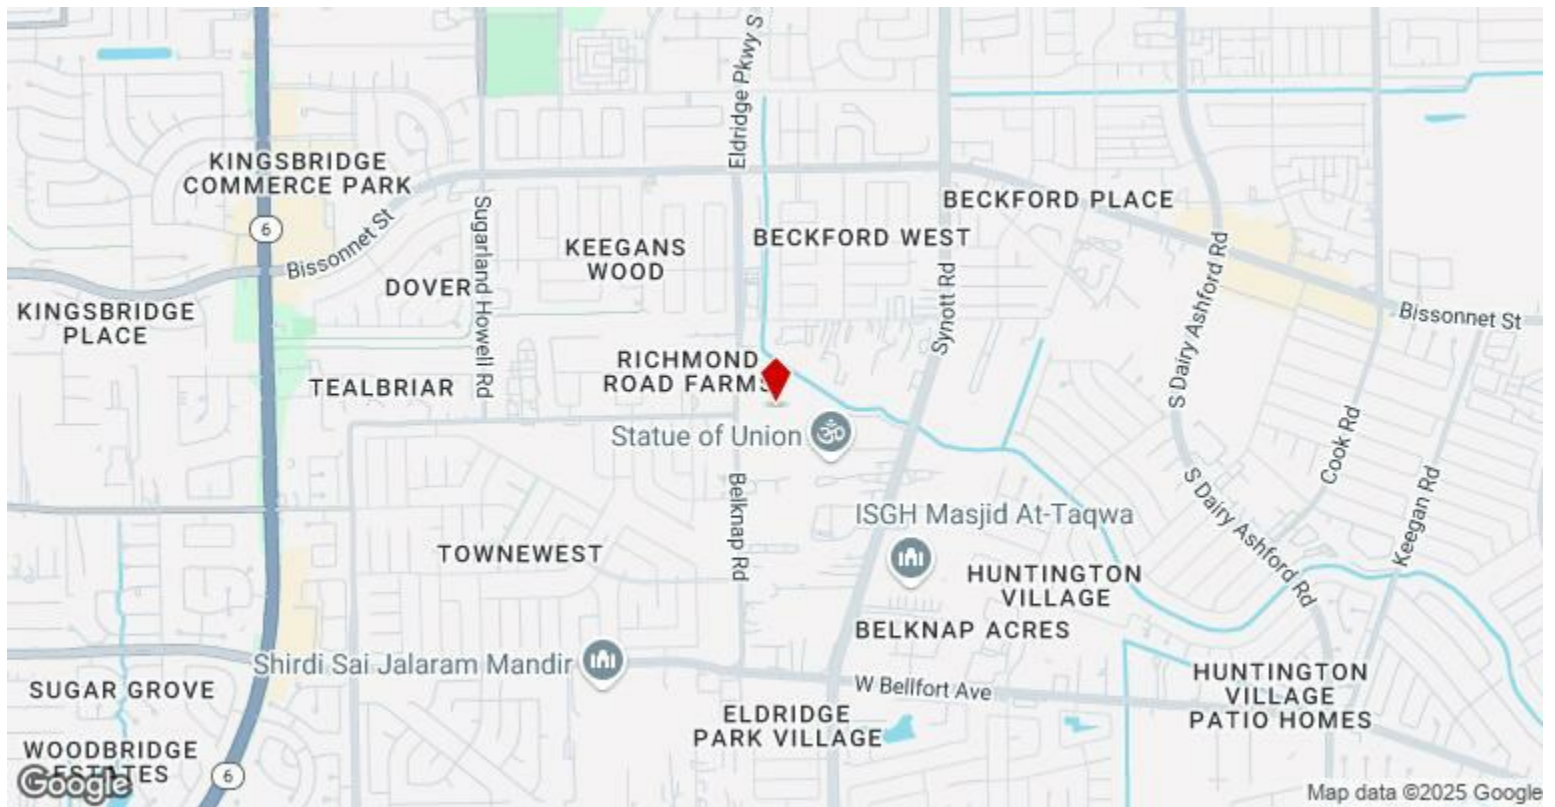 Eldridge Pkwy S
KINGSBRIDGE
COMMERCE PARK
6
Bissonnet St
Sugarland Howell Rd
KEEGANS
WOOD
DOVER
BECKFORD PLACE
BECKFORD WEST
KINGSBRIDGE
PLACE
Synott Rd
S Dairy Ashford Rd
Bissonnet St
RICHMOND
ROAD FARMS
TEALBRIAR
Statue of Union
ॐ
Belknap Rd
Cook Rd
Keegan Rd
S Dairy Ashford Rd
ISGH Masjid At-Taqwa
TOWNEWEST
HUNTINGTON
VILLAGE
BELKNAP ACRES
Shirdi Sai Jalaram Mandir
W Bellfort Ave
SUGAR GROVE
HUNTINGTON
VILLAGE
PATIO HOMES
ELDRIDGE
PARK VILLAGE
WOODBRIDGE
ESTATES
6
Google
Map data ©2025 Google